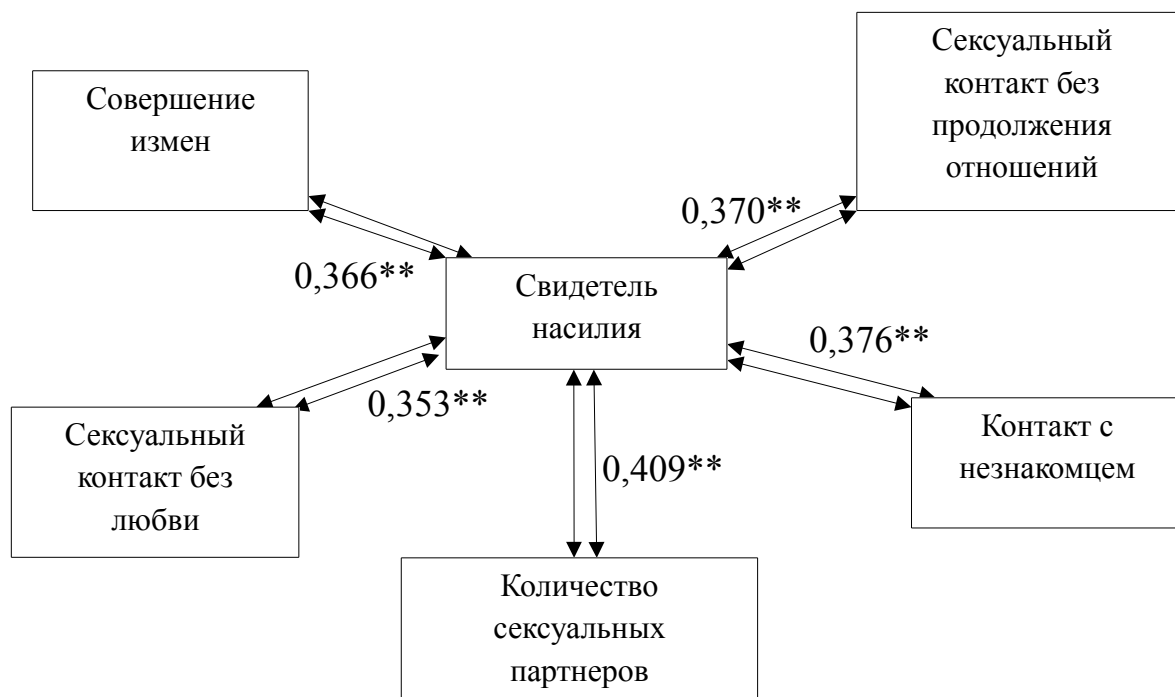 Совершение
измен
Сексуальный
контакт без
продолжения
отношений
0,370**
0,366**
Свидетель
насилия
0,376**
0,353**
Сексуальный
контакт без
любви
Контакт с
незнакомцем
0,409**
Количество
сексуальных
партнеров